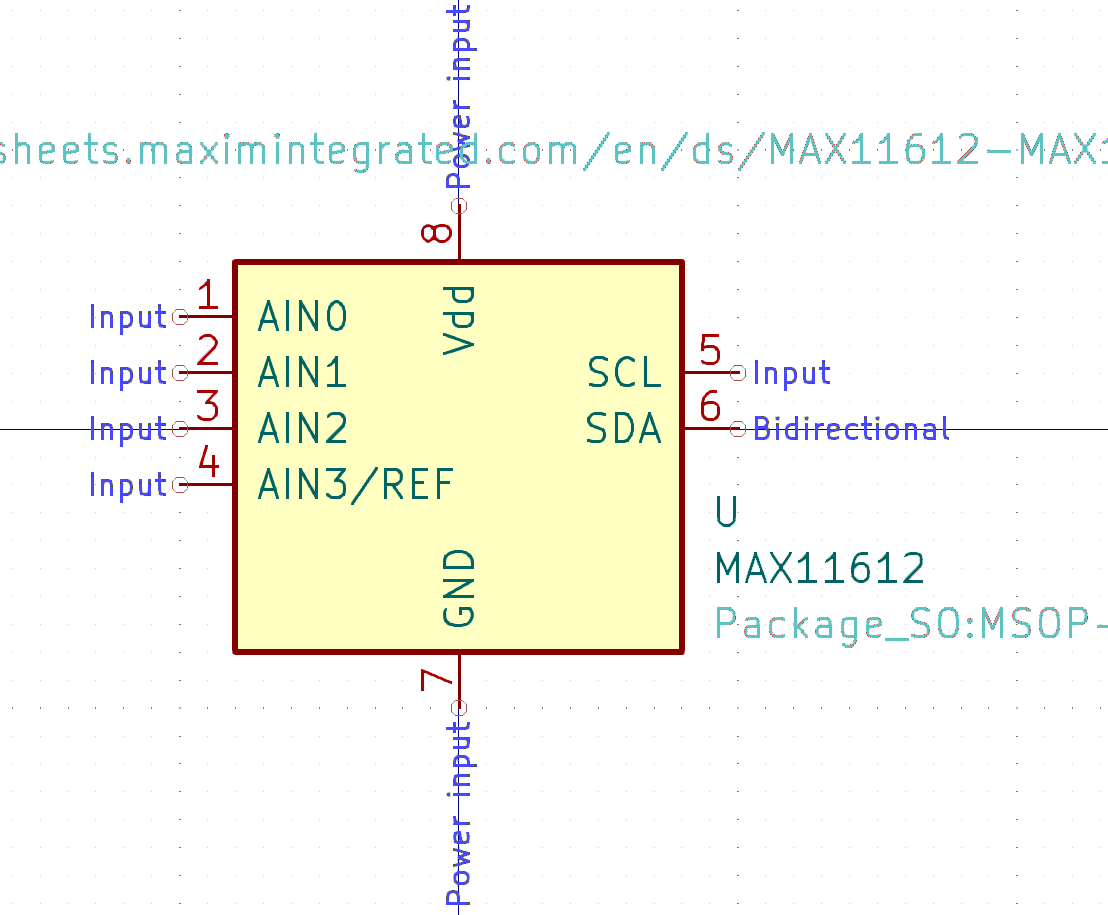 Power input
sheets.maximintegrated.com/en/ds/MAX11612-MAX1
8
Vdd
Input 1 AIN0
Input 2 AIN1
SCL 5 Input
Input 3 AIN2
SDA 6 Bidirectional
Input 4 AIN3/REF
U
MAX11612
GND
Package_SO:MSOP-
7
Power input